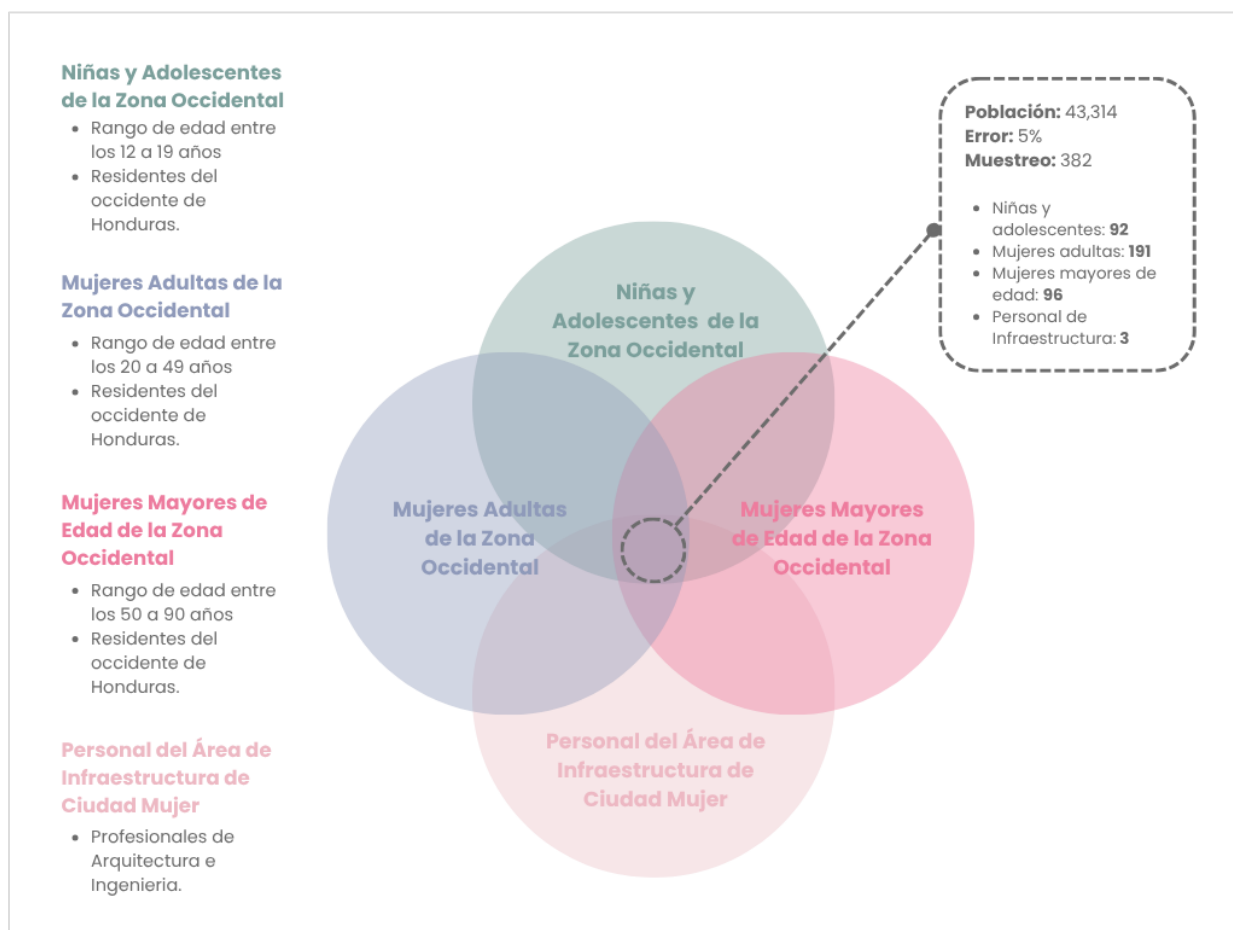 Niñas y Adolescentes
de la Zona Occidental
• Rango de edad entre
los 12 a 19 años
• Residentes del
occidente de
Honduras.
Mujeres Adultas de la
Zona Occidental
• Rango de edad entre
los 20 a 49 años
• Residentes del
occidente de
Honduras.
Mujeres Mayores de
Edad de la Zona
Occidental
• Rango de edad entre
los 50 a 90 años
• Residentes del
occidente de
Honduras.
Personal del Área de
Infraestructura de
Ciudad Mujer
• Profesionales de
Arquitectura e
Ingenieria.
Niñas y
Adolescentes de la
Zona Occidental
Mujeres Adultas
de la Zona
Occidental
Mujeres Mayores
de Edad de la Zona
Occidental
Personal del Área de
Infraestructura de
Ciudad Mujer
Población: 43,314
Error: 5%
Muestreo: 382
• Niñas y
adolescentes: 92
• Mujeres adultas: 191
• Mujeres mayores de
edad: 96
• Personal de
Infraestructura: 3